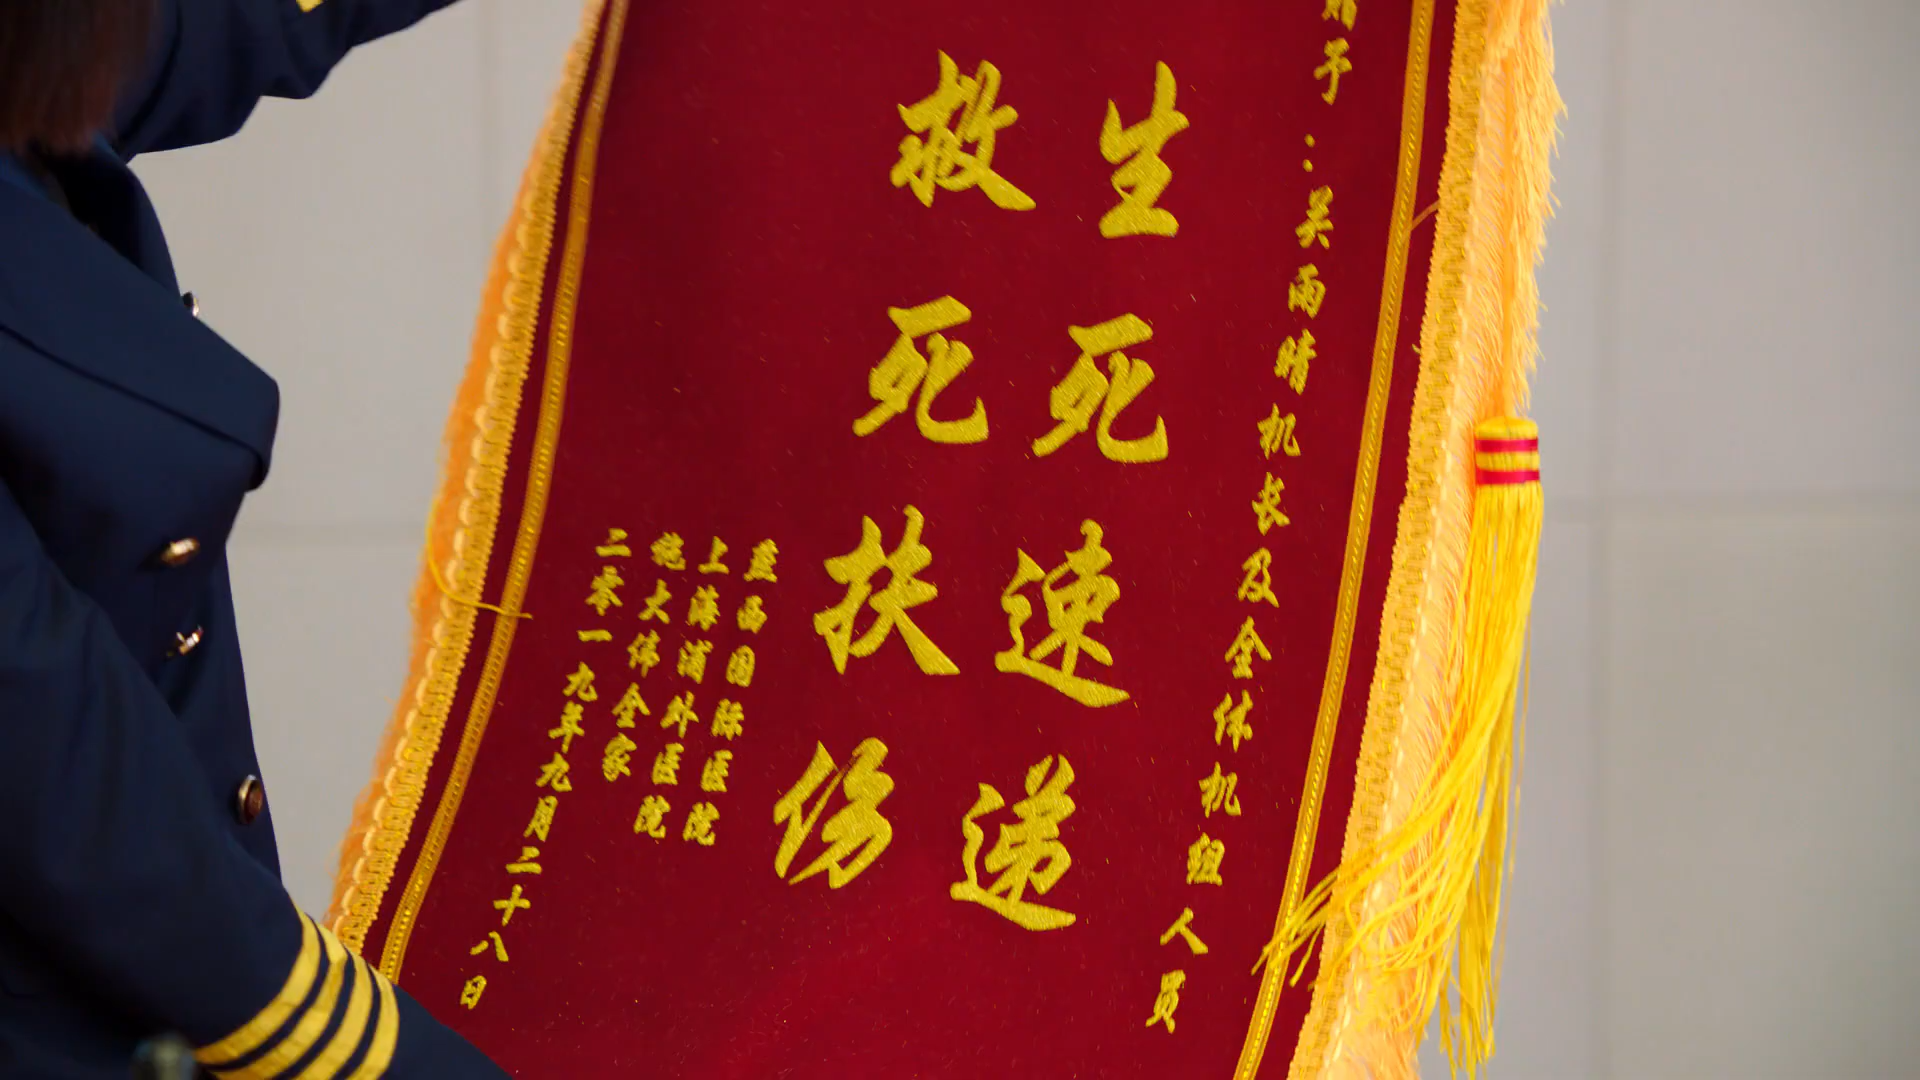 赠予：吴雨晴机长及全体机组人员
生死速递
救死扶伤
西国际医院
上海浦外医院
施大伟全家
二零一九年九月二十八日